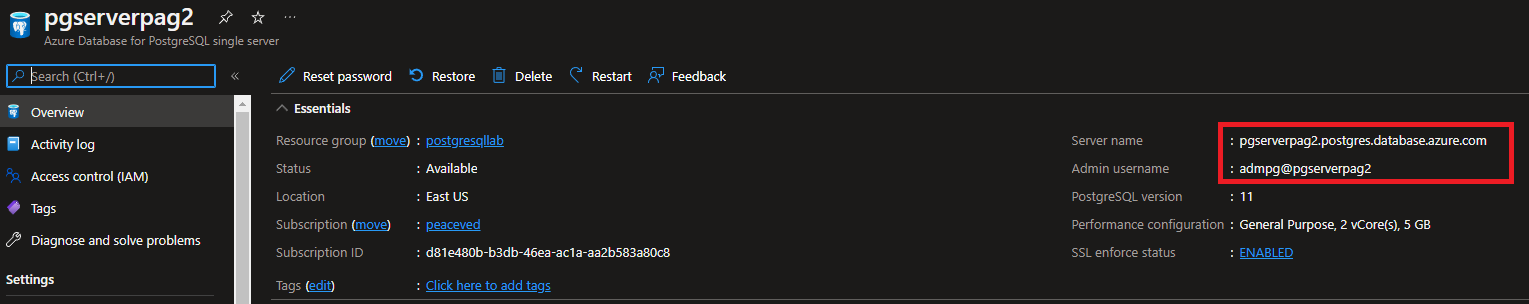 pgserverpag2
Azure Database for PostgreSQL single server
Search (Ctrl+/)
«
Overview
Activity log
Access control (IAM)
Tags
Diagnose and solve problems
Settings
Reset password Restore Delete Restart Feedback
Essentials
Resource group (move) : postgresqllab
Status : Available
Location : East US
Subscription (move) : peaceved
Subscription ID : d81e480b-b3db-46ea-ac1a-aa2b583a80c8
Tags (edit) : Click here to add tags
Server name : pgserverpag2.postgres.database.azure.com
Admin username : admpg@pgserverpag2
PostgreSQL version : 11
Performance configuration : General Purpose, 2 vCore(s), 5 GB
SSL enforce status : ENABLED